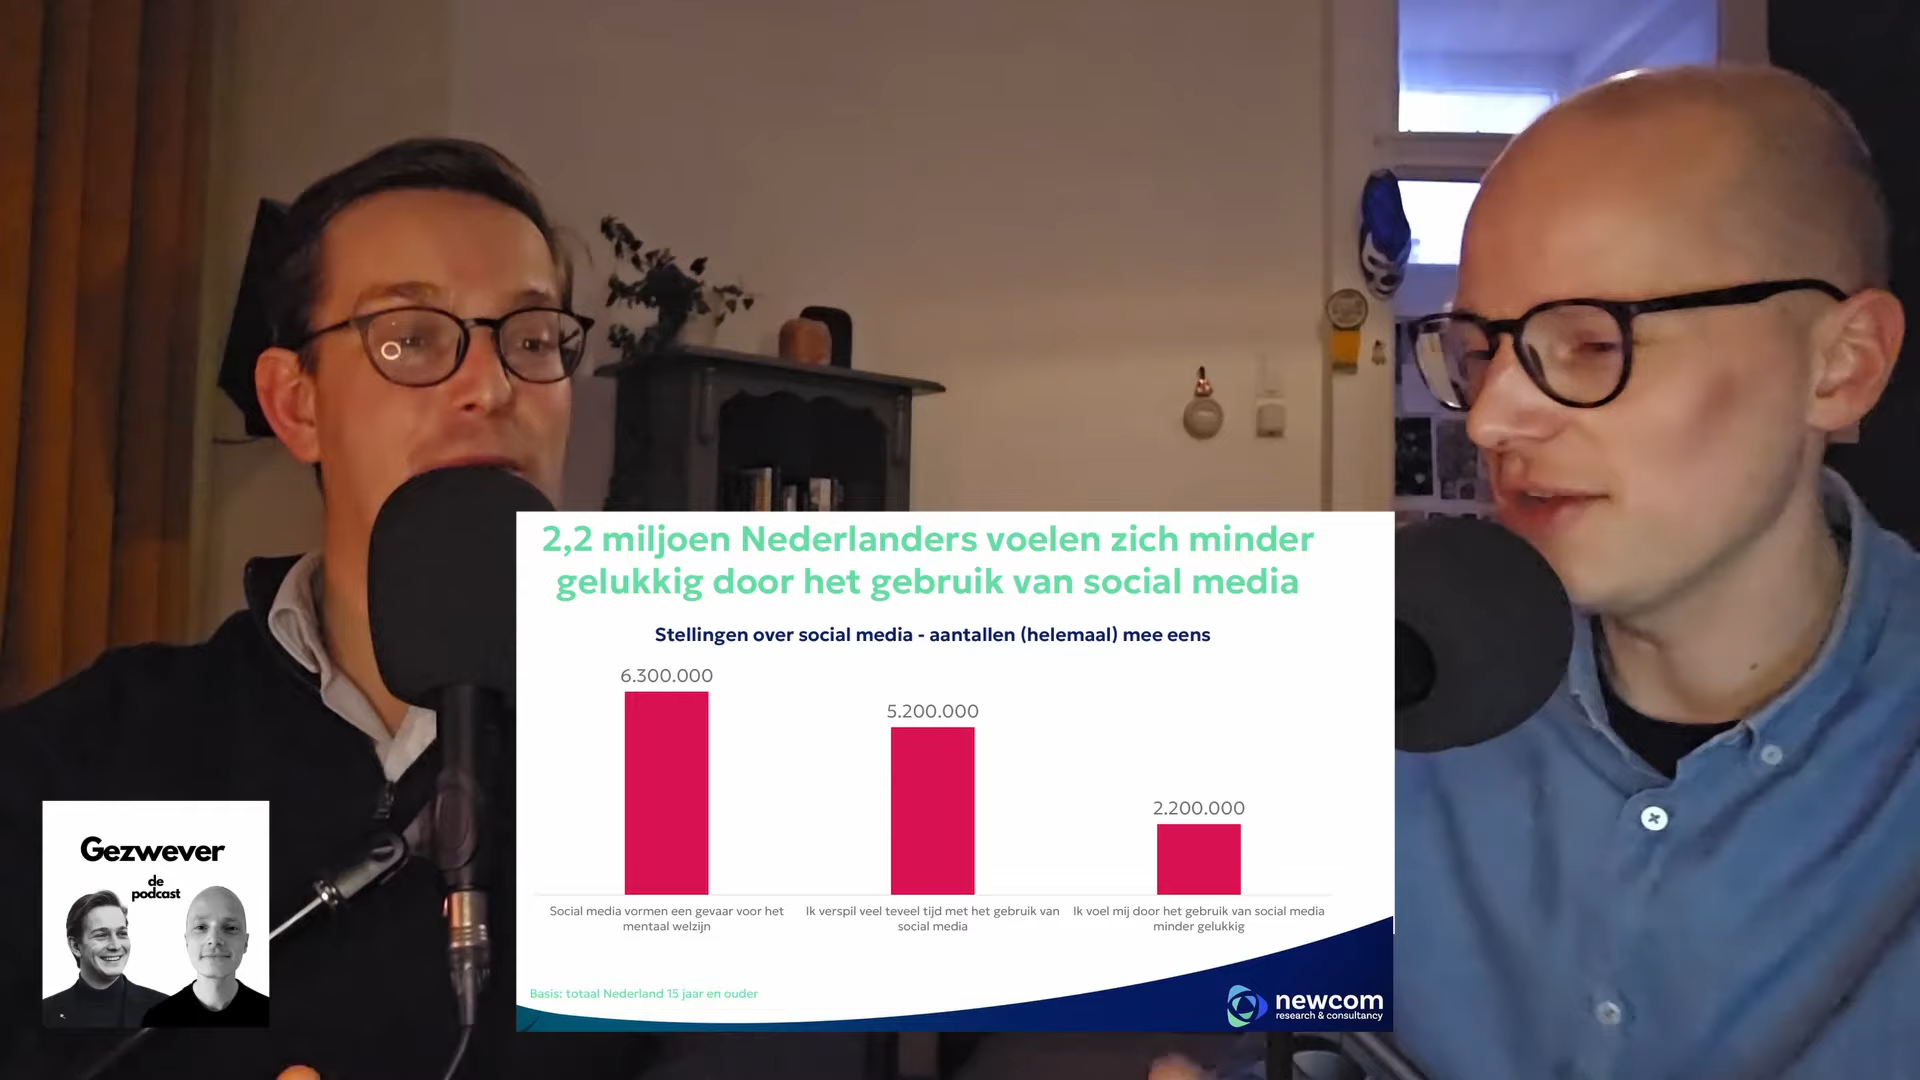 2,2 miljoen Nederlanders voelen zich minder
gelukkig door het gebruik van social media
Stellingen over social media - aantallen (helemaal) mee eens
6.300.000
5.200.000
2.200.000
Social media vormen een gevaar voor het
mentaal welzijn
Ik verspil veel teveel tijd met het gebruik van
social media
Ik voel mij door het gebruik van social media
minder gelukkig
Basis: totaal Nederland 15 jaar en ouder
newcom
research & consultancy
Gezwever
de
podcast